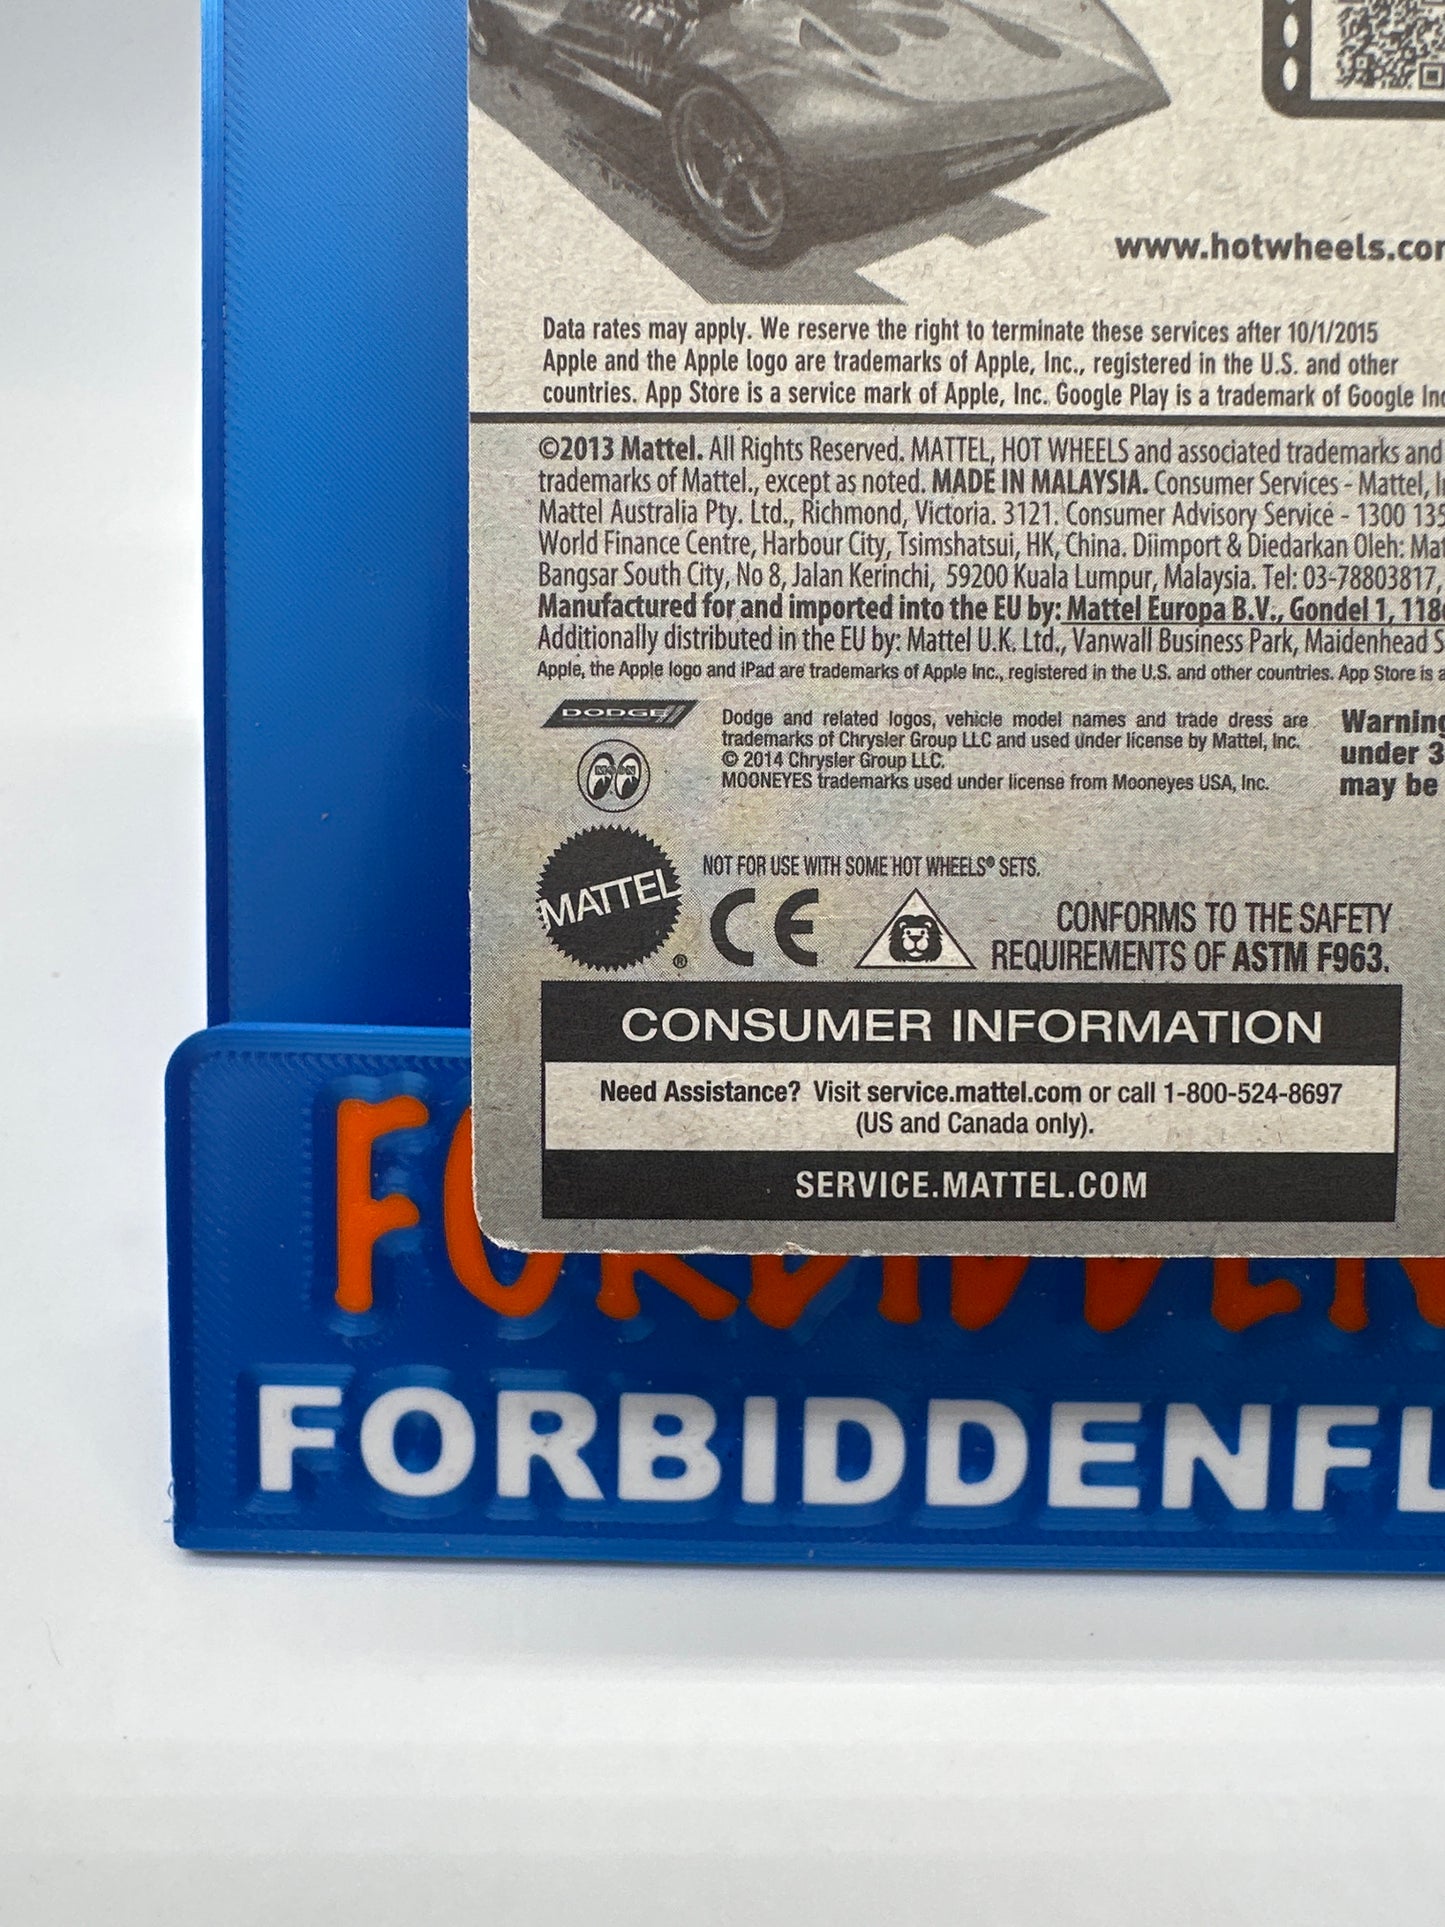 www.hotwheels.co
Data rates may apply. We reserve the right to terminate these services after 10/1/2015
Apple and the Apple logo are trademarks of Apple, Inc., registered in the U.S. and other
countries. App Store is a service mark of Apple, Inc. Google Play is a trademark of Google Inc
©2013 Mattel. All Rights Reserved. MATTEL, HOT WHEELS and associated trademarks and
trademarks of Mattel., except as noted. MADE IN MALAYSIA. Consumer Services - Mattel, I
Mattel Australia Pty. Ltd., Richmond, Victoria. 3121. Consumer Advisory Service - 1300 135
World Finance Centre, Harbour City, Tsimshatsui, HK, China. Diimport & Diedarkan Oleh: Mat
Bangsar South City, No 8, Jalan Kerinchi, 59200 Kuala Lumpur, Malaysia. Tel: 03-78803817,
Manufactured for and imported into the EU by: Mattel Europa B.V., Gondel 1, 118
Additionally distributed in the EU by: Mattel U.K. Ltd., Vanwall Business Park, Maidenhead S
Apple, the Apple logo and iPad are trademarks of Apple Inc., registered in the U.S. and other countries. App Store is a
DODGE
Dodge and related logos, vehicle model names and trade dress are
trademarks of Chrysler Group LLC and used under license by Mattel, Inc.
© 2014 Chrysler Group LLC.
MOONEYES trademarks used under license from Mooneyes USA, Inc.
Warning
under 3
may be
MOON
MATTEL ®
NOT FOR USE WITH SOME HOT WHEELS® SETS.
CE
CONFORMS TO THE SAFETY
REQUIREMENTS OF ASTM F963.
CONSUMER INFORMATION
Need Assistance? Visit service.mattel.com or call 1-800-524-8697
(US and Canada only).
SERVICE.MATTEL.COM
FORBIDDEN
FORBIDDENFL